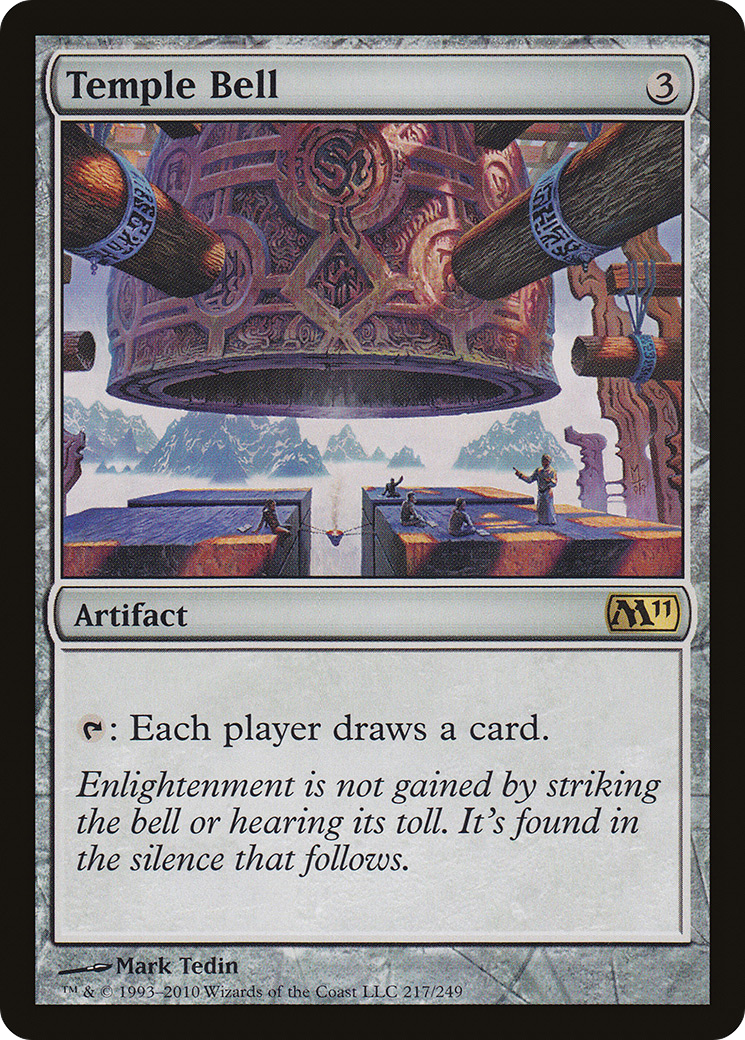 Temple Bell
3
Artifact
M11
: Each player draws a card.
Enlightenment is not gained by striking
the bell or hearing its toll. It's found in
the silence that follows.
Mark Tedin
™ & © 1993–2010 Wizards of the Coast LLC 217/249